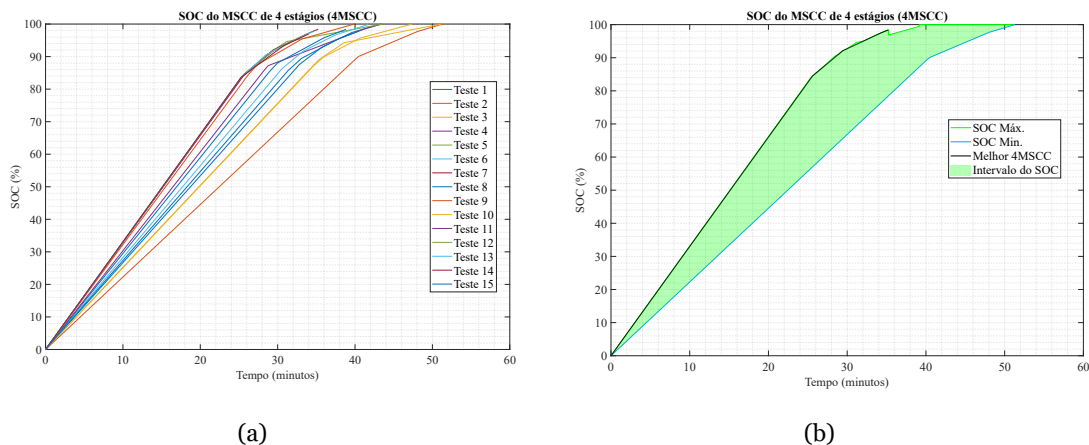 SOC do MSCC de 4 estágios (4MSCC)
100
90
80
70
60
50
40
30
20
10
0
SOC (%)
0 10 20 30 40 50 60
Tempo (minutos)
Teste 1
Teste 2
Teste 3
Teste 4
Teste 5
Teste 6
Teste 7
Teste 8
Teste 9
Teste 10
Teste 11
Teste 12
Teste 13
Teste 14
Teste 15
(a)
SOC do MSCC de 4 estágios (4MSCC)
100
90
80
70
60
50
40
30
20
10
0
SOC (%)
0 10 20 30 40 50 60
Tempo (minutos)
SOC Máx.
SOC Min.
Melhor 4MSCC
Intervalo do SOC
(b)